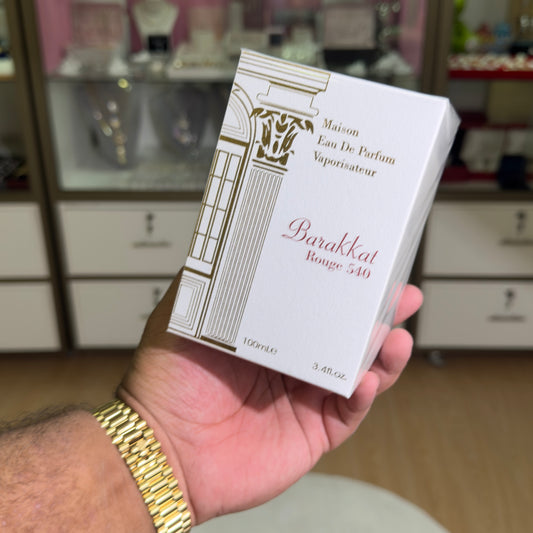 Maison
Eau De Parfum
Vaporisateur
Barakkat
Rouge 540
100mLe
3.4fl.oz.